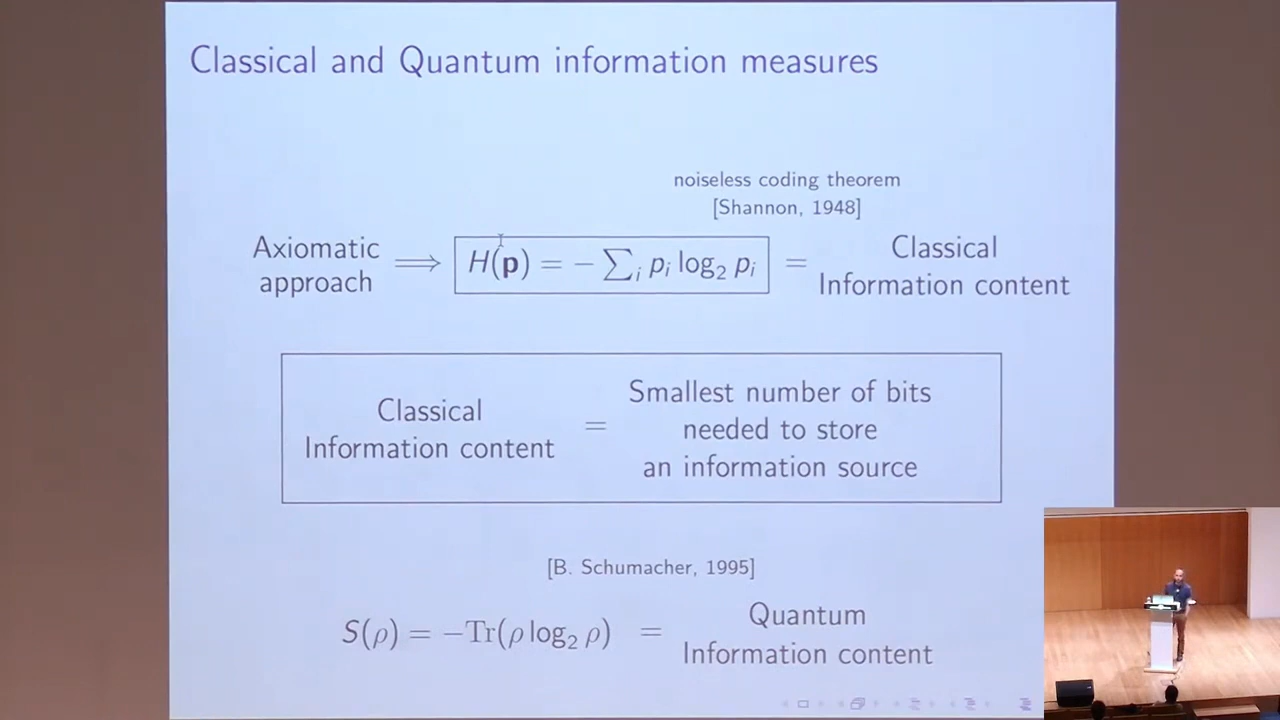 Classical and Quantum information measures
noiseless coding theorem
[Shannon, 1948]
Axiomatic
approach
⟹
H(p) = − ∑ᵢ pᵢ log₂ pᵢ
=
Classical
Information content
Classical
Information content
=
Smallest number of bits
needed to store
an information source
[B. Schumacher, 1995]
S(ρ) = −Tr(ρ log₂ ρ)
=
Quantum
Information content